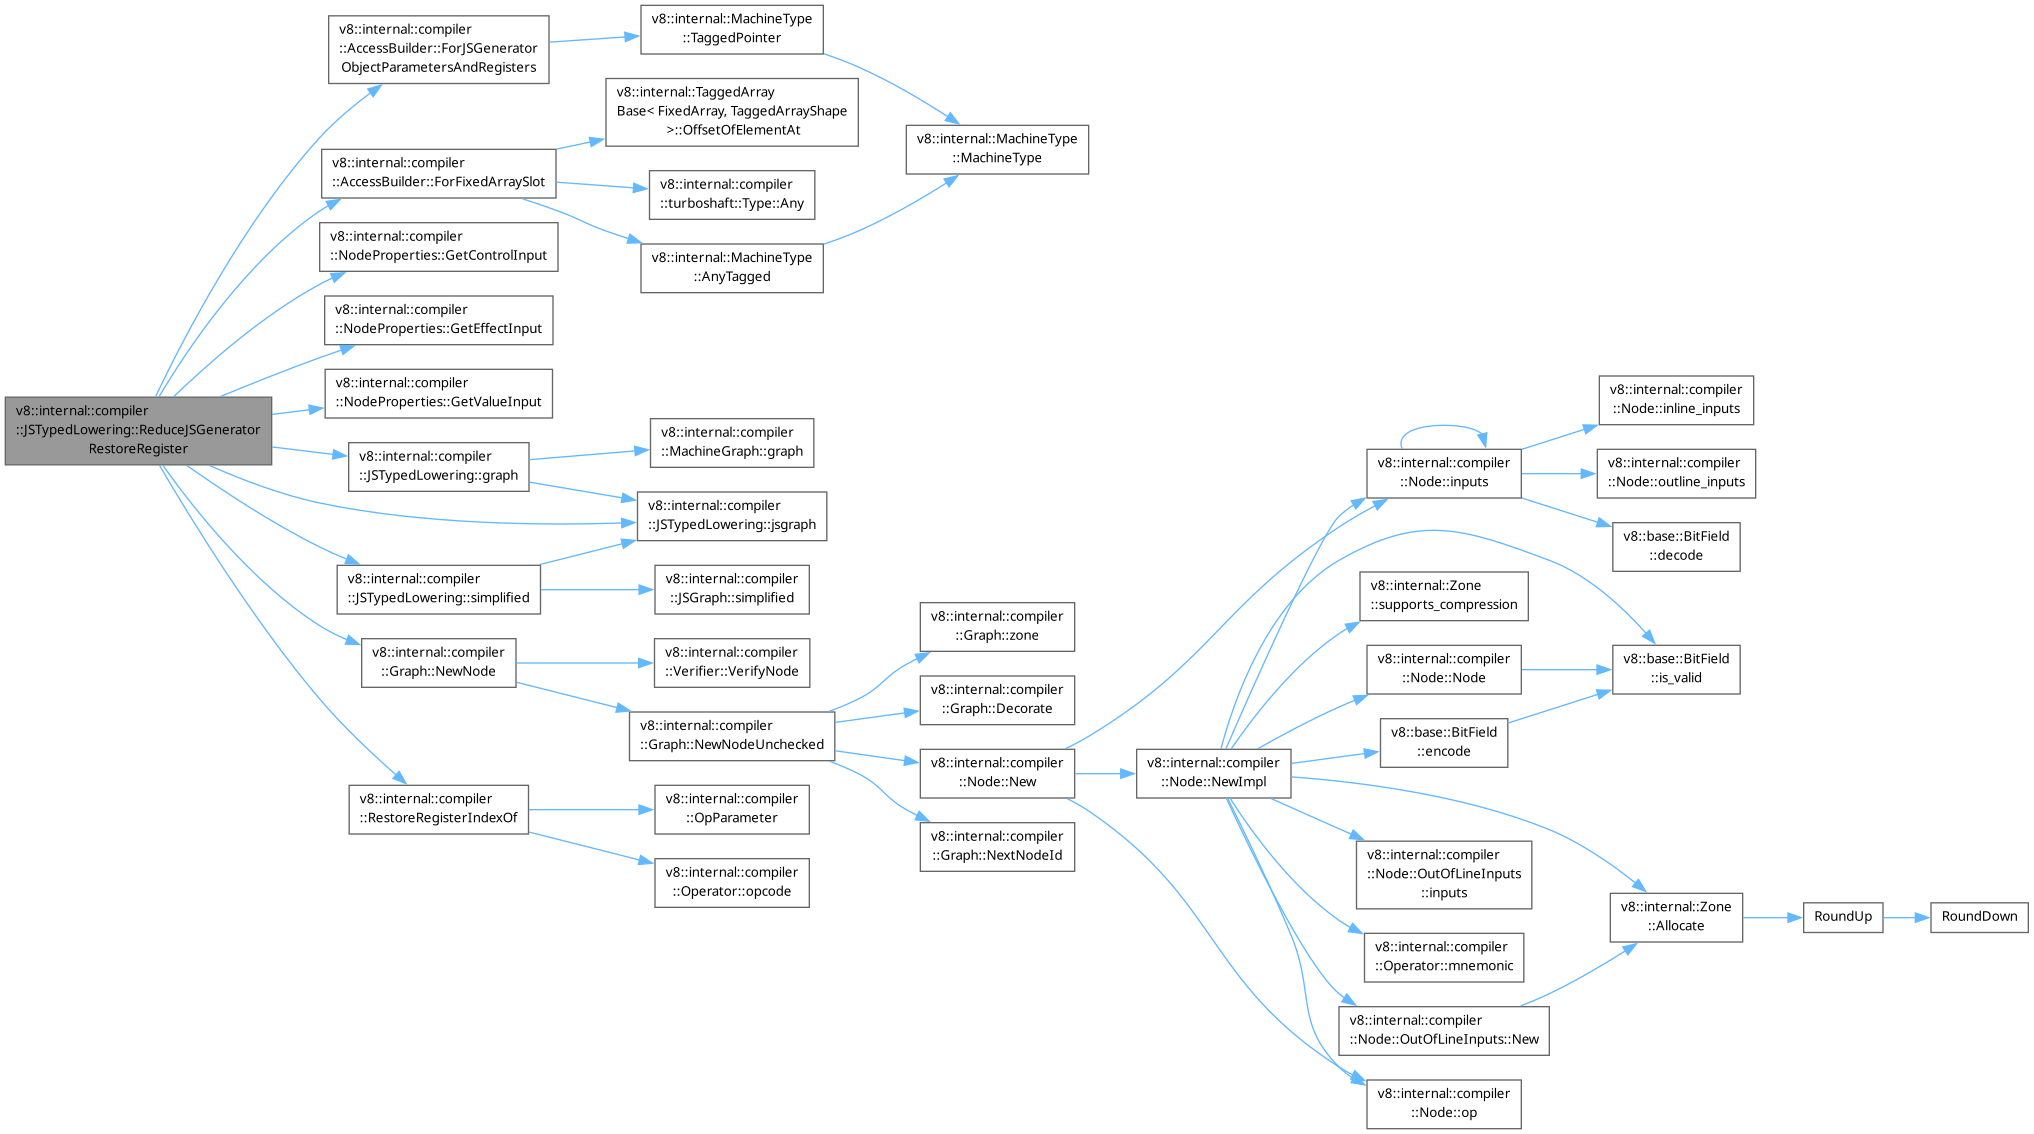 v8::internal::compiler
::JSTypedLowering::ReduceJSGenerator
RestoreRegister
v8::internal::compiler
::AccessBuilder::ForJSGenerator
ObjectParametersAndRegisters
v8::internal::MachineType
::TaggedPointer
v8::internal::MachineType
::MachineType
v8::internal::compiler
::AccessBuilder::ForFixedArraySlot
v8::internal::TaggedArray
Base< FixedArray, TaggedArrayShape
>::OffsetOfElementAt
v8::internal::compiler
::turboshaft::Type::Any
v8::internal::MachineType
::AnyTagged
v8::internal::compiler
::NodeProperties::GetControlInput
v8::internal::compiler
::NodeProperties::GetEffectInput
v8::internal::compiler
::NodeProperties::GetValueInput
v8::internal::compiler
::JSTypedLowering::graph
v8::internal::compiler
::MachineGraph::graph
v8::internal::compiler
::JSTypedLowering::jsgraph
v8::internal::compiler
::JSTypedLowering::simplified
v8::internal::compiler
::JSGraph::simplified
v8::internal::compiler
::Graph::NewNode
v8::internal::compiler
::Verifier::VerifyNode
v8::internal::compiler
::Graph::NewNodeUnchecked
v8::internal::compiler
::Graph::zone
v8::internal::compiler
::Graph::Decorate
v8::internal::compiler
::Node::New
v8::internal::compiler
::Graph::NextNodeId
v8::internal::compiler
::RestoreRegisterIndexOf
v8::internal::compiler
::OpParameter
v8::internal::compiler
::Operator::opcode
v8::internal::compiler
::Node::NewImpl
v8::internal::compiler
::Node::inputs
v8::internal::compiler
::Node::inline_inputs
v8::internal::compiler
::Node::outline_inputs
v8::base::BitField
::decode
v8::internal::Zone
::supports_compression
v8::internal::compiler
::Node::Node
v8::base::BitField
::is_valid
v8::base::BitField
::encode
v8::internal::compiler
::Node::OutOfLineInputs
::inputs
v8::internal::compiler
::Operator::mnemonic
v8::internal::compiler
::Node::OutOfLineInputs::New
v8::internal::compiler
::Node::op
v8::internal::Zone
::Allocate
RoundUp
RoundDown